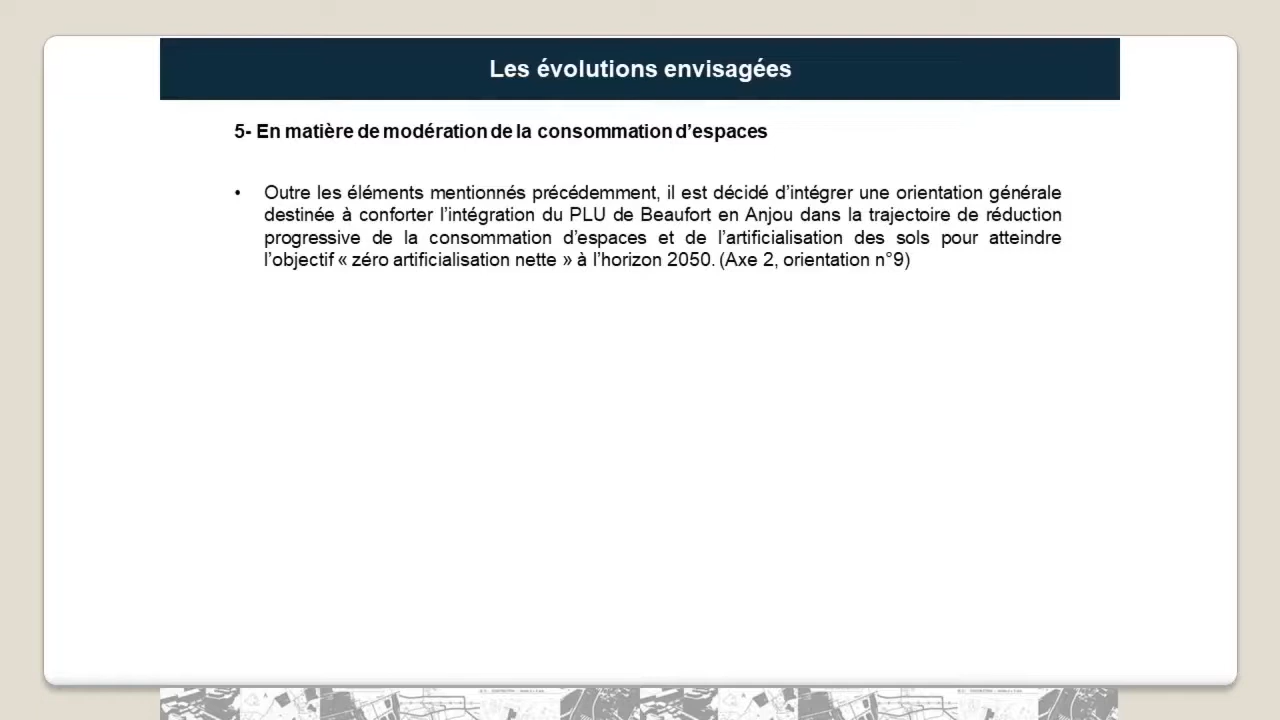 Les évolutions envisagées
5- En matière de modération de la consommation d’espaces
• Outre les éléments mentionnés précédemment, il est décidé d’intégrer une orientation générale
destinée à conforter l’intégration du PLU de Beaufort en Anjou dans la trajectoire de réduction
progressive de la consommation d’espaces et de l’artificialisation des sols pour atteindre
l’objectif « zéro artificialisation nette » à l’horizon 2050. (Axe 2, orientation n°9)